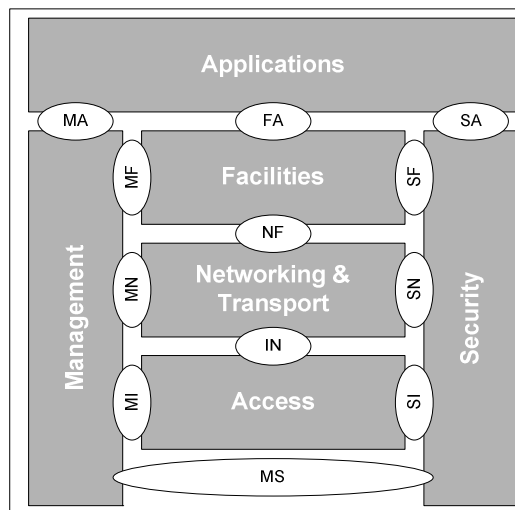 Applications
MA
FA
SA
MF
Facilities
SF
NF
Management
MN
Networking &
Transport
SN
Security
IN
MI
Access
SI
MS